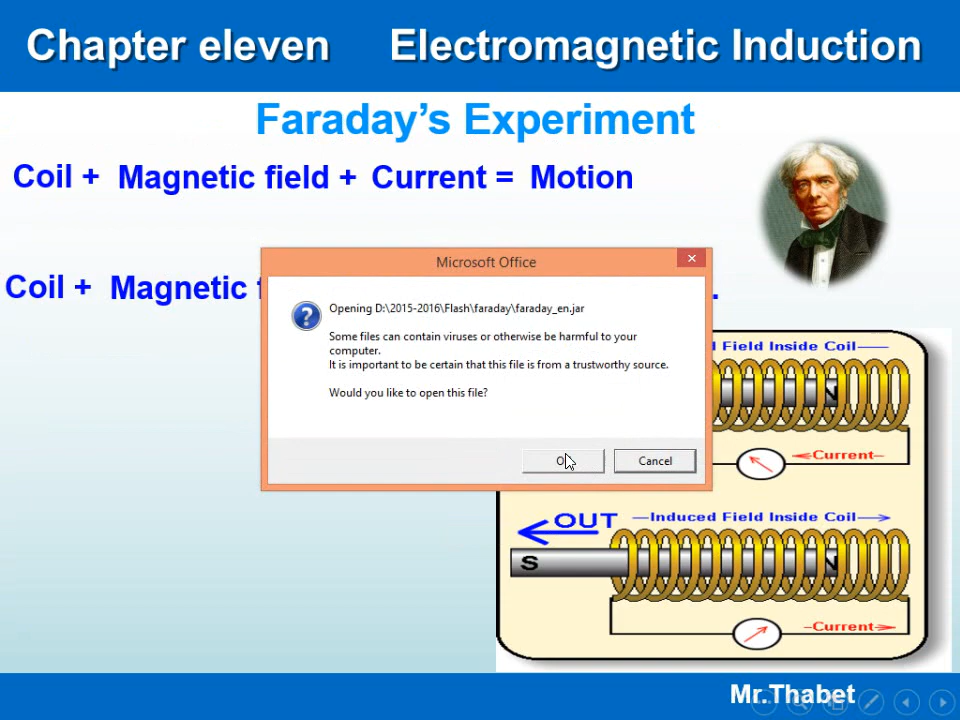 Chapter eleven Electromagnetic Induction
Faraday's Experiment
Coil + Magnetic field + Current = Motion
Coil + Magnetic
Microsoft Office
Opening D:\2015-2016\Flash\faraday\faraday_en.jar
Some files can contain viruses or otherwise be harmful to your
computer.
It is important to be certain that this file is from a trustworthy source.
Would you like to open this file?
Cancel
Field Inside Coil
N
Current
OUT
Induced Field Inside Coil
S
N
Current
Mr.Thabet